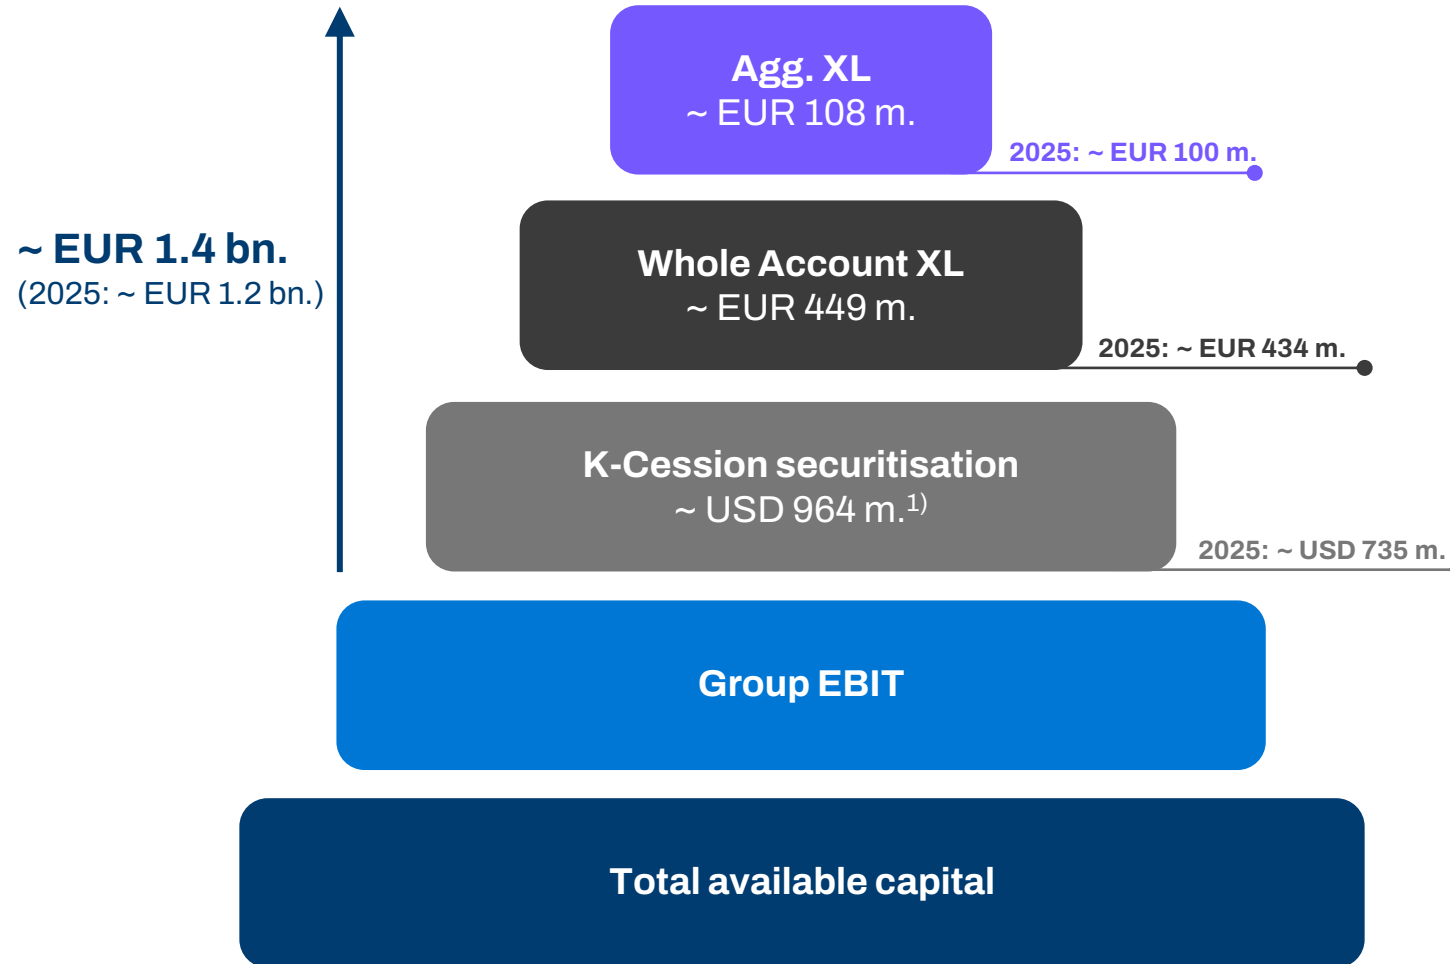 Agg. XL
~ EUR 108 m.
2025: ~ EUR 100 m.
~ EUR 1.4 bn.
(2025: ~ EUR 1.2 bn.)
Whole Account XL
~ EUR 449 m.
2025: ~ EUR 434 m.
K-Cession securitisation
~ USD 964 m.1)
2025: ~ USD 735 m.
Group EBIT
Total available capital